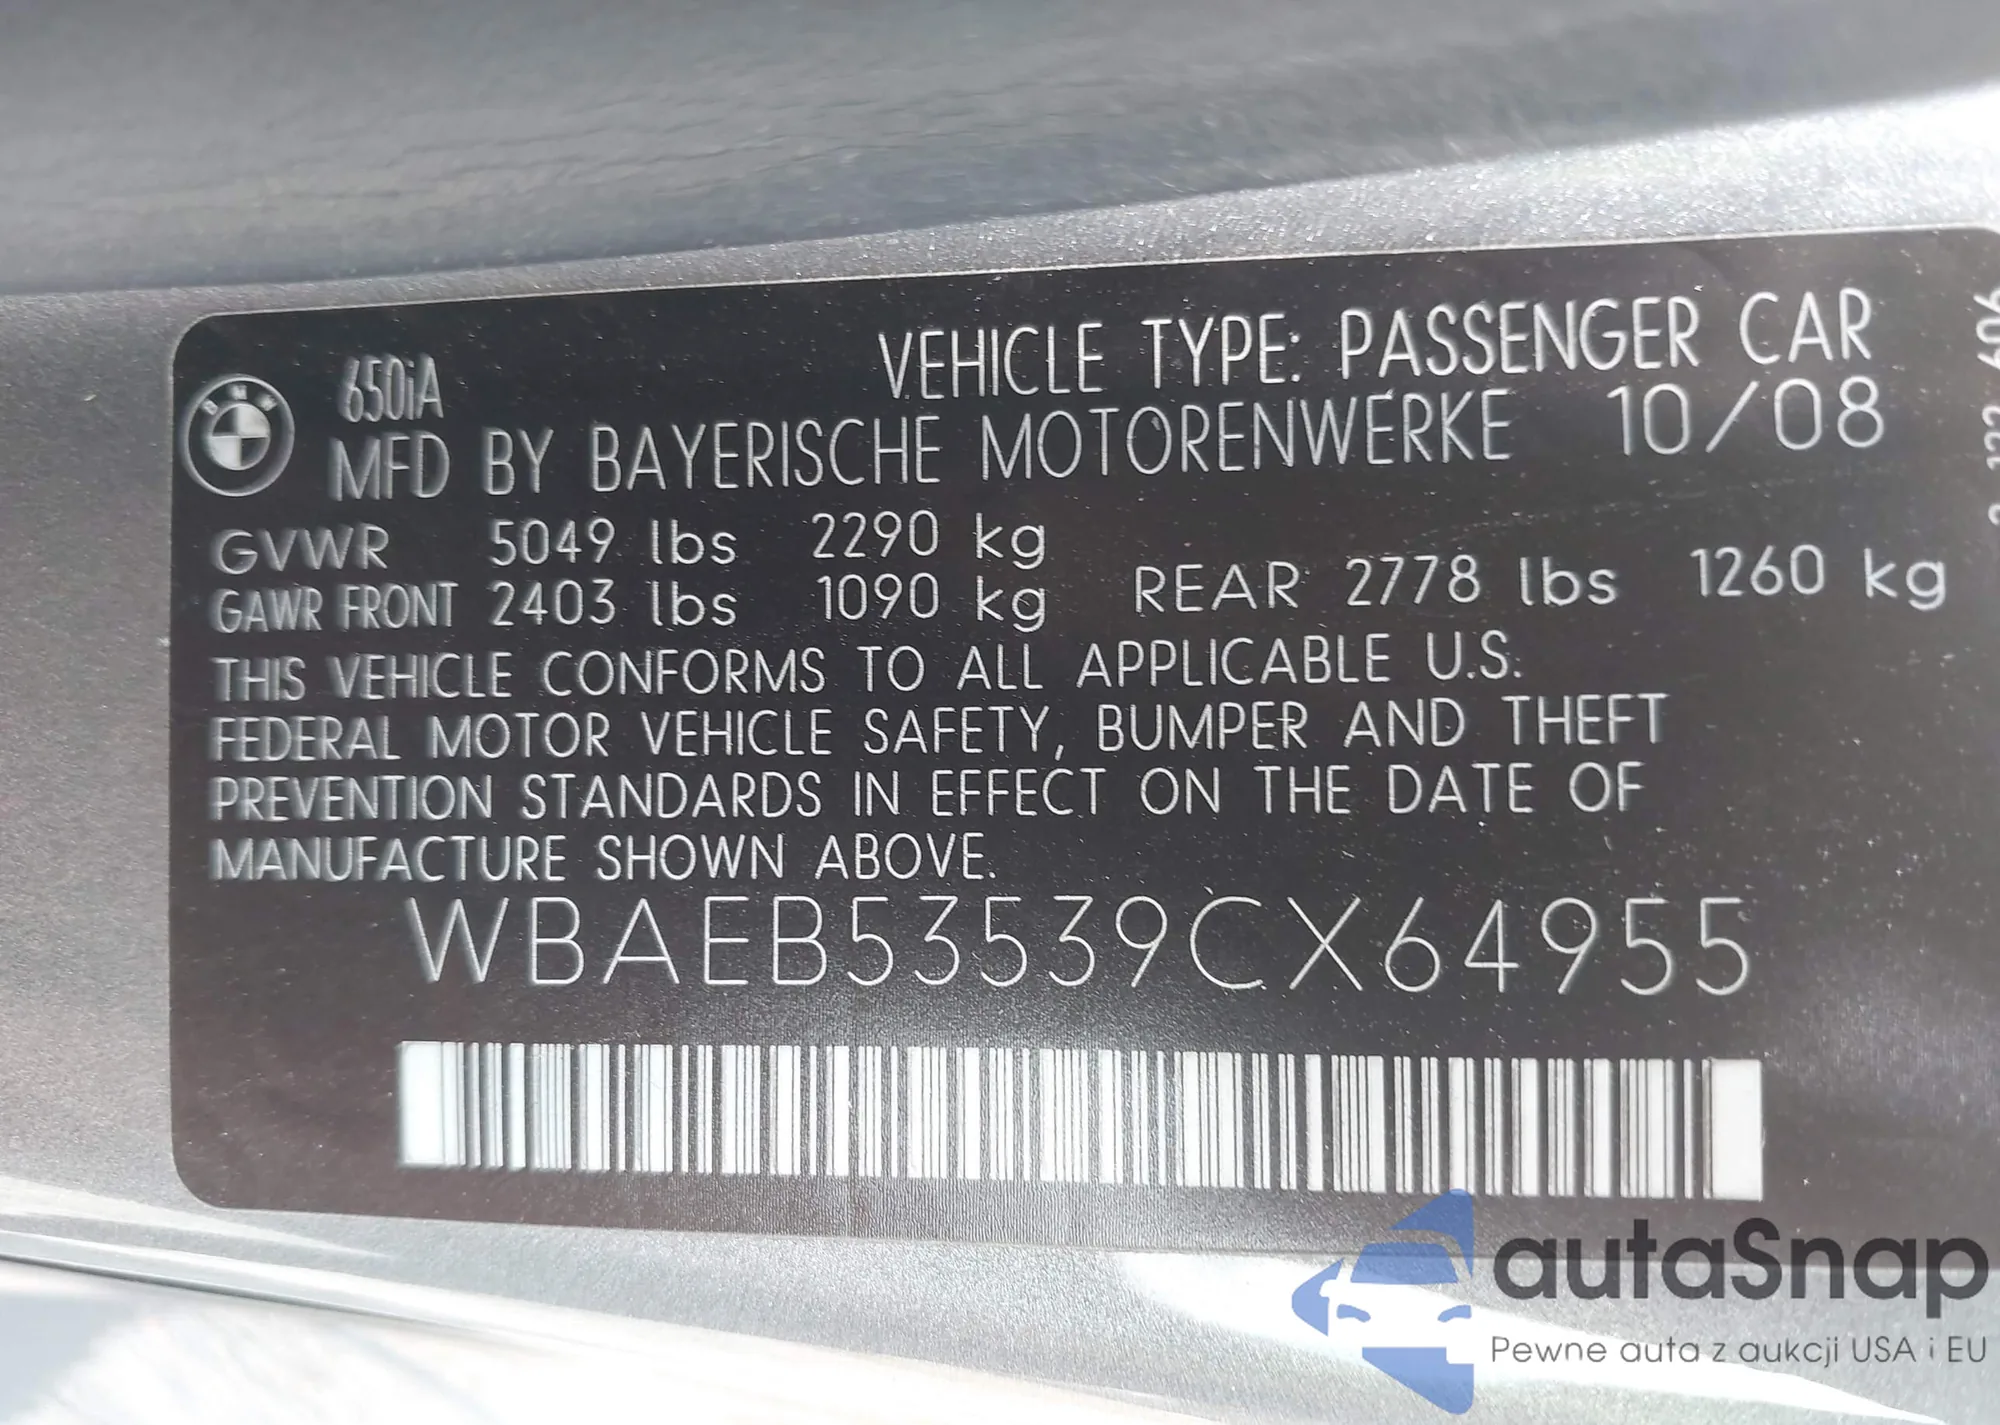 650iA
VEHICLE TYPE: PASSENGER CAR
BMW
MFD BY BAYERISCHE MOTORENWERKE 10/08
GVWR 5049 lbs 2290 kg
GAWR FRONT 2403 lbs 1090 kg REAR 2778 lbs 1260 kg
THIS VEHICLE CONFORMS TO ALL APPLICABLE U.S.
FEDERAL MOTOR VEHICLE SAFETY, BUMPER AND THEFT
PREVENTION STANDARDS IN EFFECT ON THE DATE OF
MANUFACTURE SHOWN ABOVE.
WBAEB53539CX64955
autaSnap
Pewne auta z aukcji USA i EU